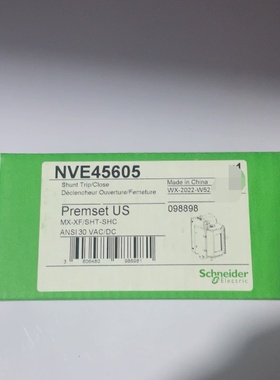 NVE45605
1
Shunt Trip/Close
Déclencheur Ouverture/Fermeture
Made in China
WX-2022-W52
Premset US
098898
MX-XF/SHT-SHC
ANSI 30 VAC/DC
Schneider
Electric